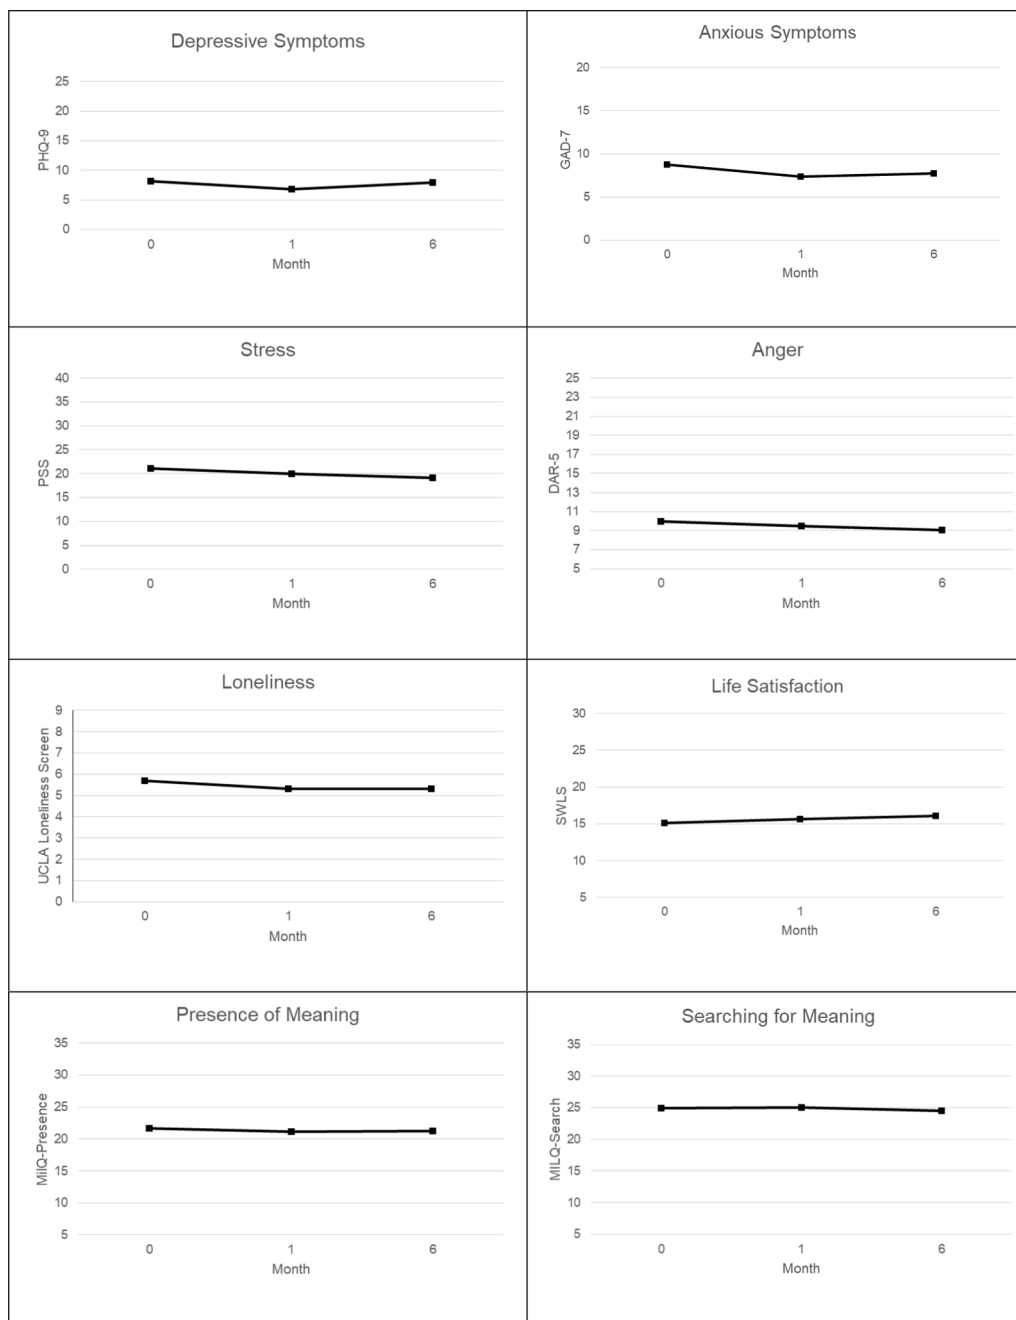 Depressive Symptoms
25
20
15
10
5
0
PHQ-9
0 1 6
Month
Anxious Symptoms
20
15
10
5
0
GAD-7
0 1 6
Month
Stress
40
35
30
25
20
15
10
5
0
PSS
0 1 6
Month
Anger
25
23
21
19
17
15
13
11
9
7
5
DAR-5
0 1 6
Month
Loneliness
9
8
7
6
5
4
3
2
1
0
UCLA Loneliness Screen
0 1 6
Month
Life Satisfaction
30
25
20
15
10
5
SWLS
0 1 6
Month
Presence of Meaning
35
30
25
20
15
10
5
MilQ-Presence
0 1 6
Month
Searching for Meaning
35
30
25
20
15
10
5
MILQ-Search
0 1 6
Month